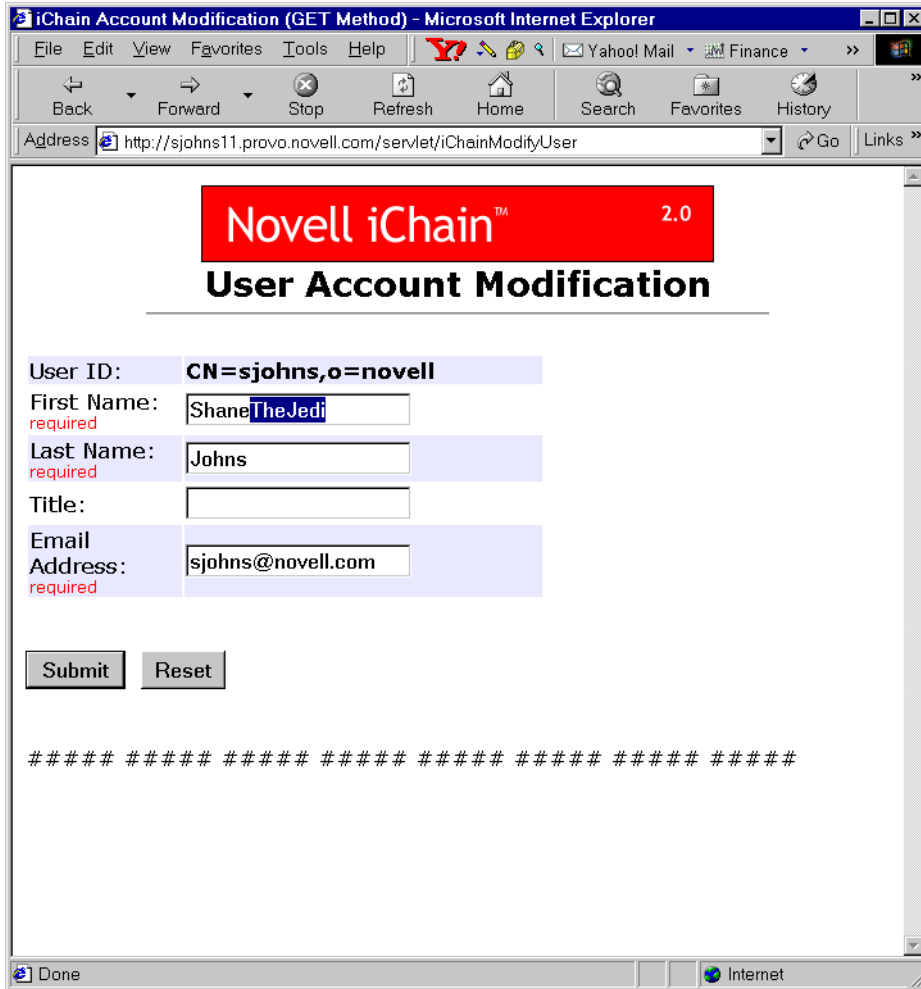 iChain Account Modification (GET Method) - Microsoft Internet Explorer
File Edit View Favorites Tools Help Y! Yahoo! Mail Finance »
Back Forward Stop Refresh Home Search Favorites History »
Address http://sjohns11.provo.novell.com/servlet/iChainModifyUser Go Links »
Novell iChain™ 2.0
User Account Modification
User ID: CN=sjohns,o=novell
First Name: ShaneTheJedi
required
Last Name: Johns
required
Title:
Email
Address: sjohns@novell.com
required
Submit Reset
##### ##### ##### ##### ##### ##### ##### #####
Done Internet